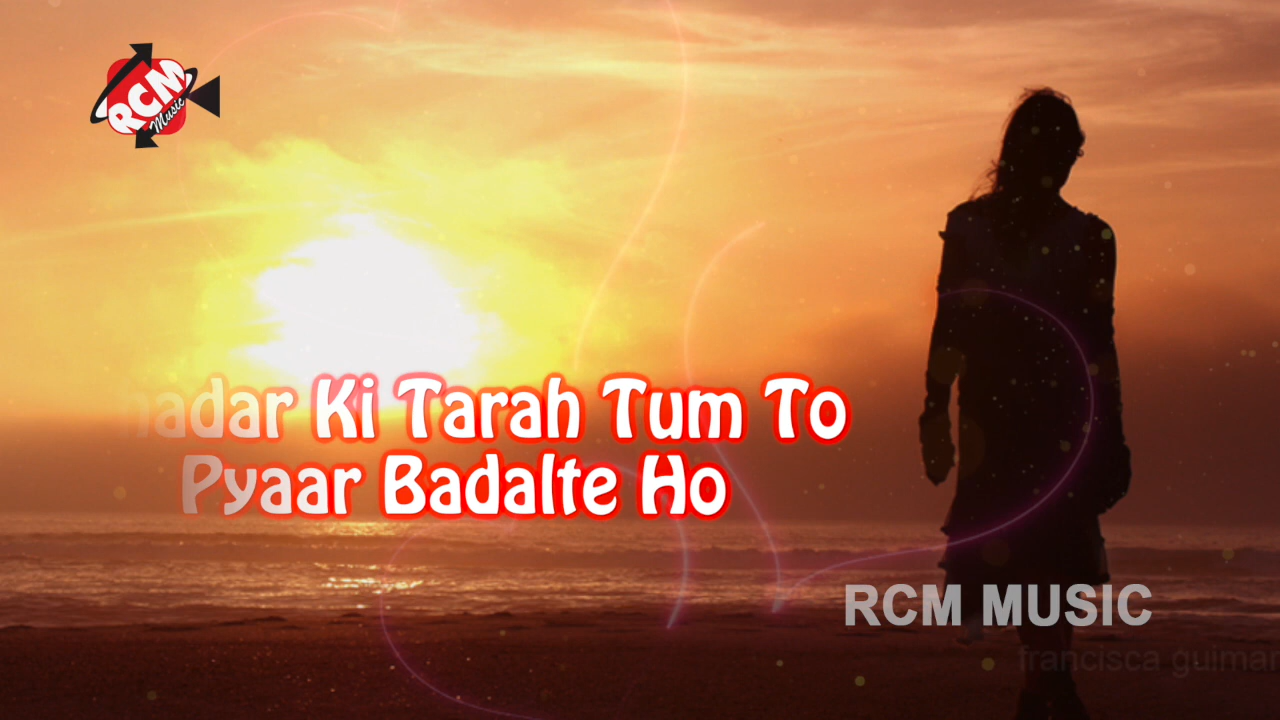 RCM
Music
Ki Tarah Tum To
Pyaar Badalte Ho
RCM MUSIC
francisca